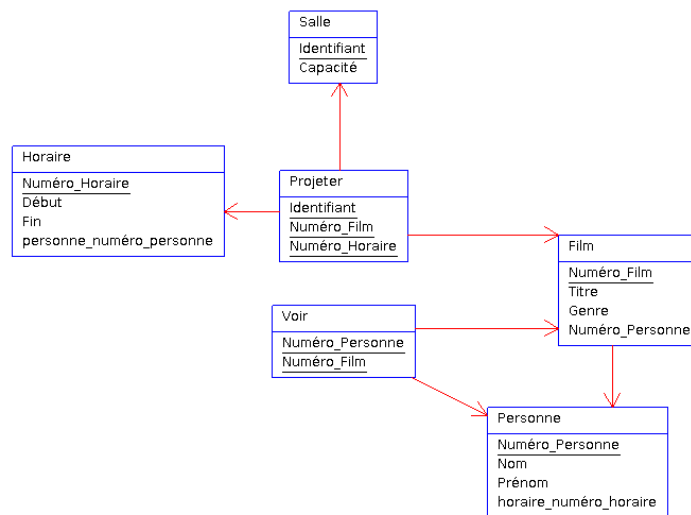 Salle
Identifiant
Capacité
Horaire
Numéro_Horaire
Début
Fin
personne_numéro_personne
Projeter
Identifiant
Numéro_Film
Numéro_Horaire
Film
Numéro_Film
Titre
Genre
Numéro_Personne
Voir
Numéro_Personne
Numéro_Film
Personne
Numéro_Personne
Nom
Prénom
horaire_numéro_horaire